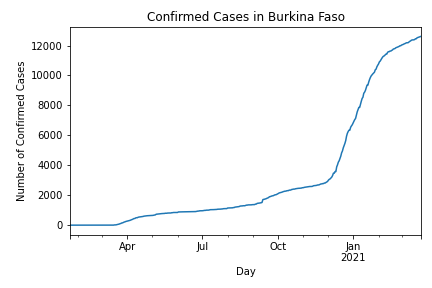 Confirmed Cases in Burkina Faso
Number of Confirmed Cases
12000
10000
8000
6000
4000
2000
0
Apr
Jul
Oct
Jan
2021
Day